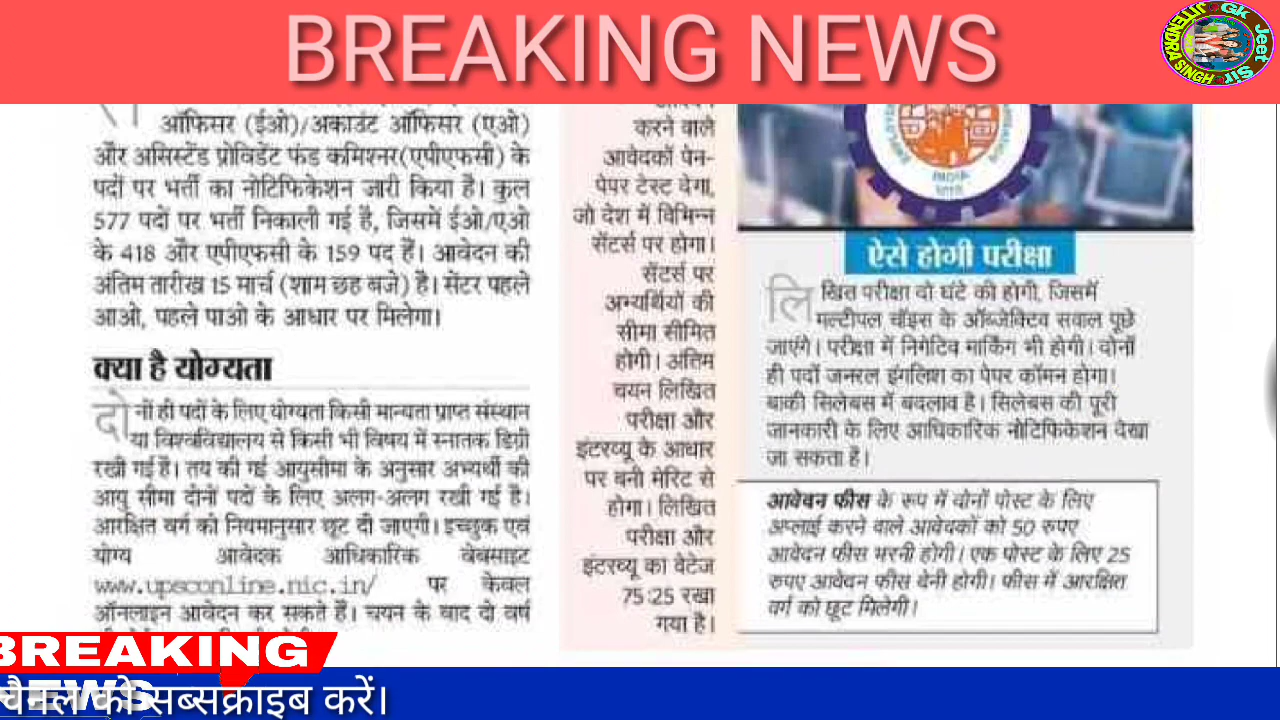 BREAKING NEWS
JITENDRA SINGH
GK Jeet Sir
ऑफिसर (ईओ)/अकाउंट ऑफिसर (एओ)
और असिस्टेंड प्रोविडेंट फंड कमिश्नर(एपीएफसी) के
पदों पर भर्ती का नोटिफिकेशन जारी किया है। कुल
577 पदों पर भर्ती निकाली गई है, जिसमें ईओ/एओ
के 418 और एपीएफसी के 159 पद हैं। आवेदन की
अंतिम तारीख 15 मार्च (शाम छह बजे) है। सेंटर पहले
आओ, पहले पाओ के आधार पर मिलेगा।
क्या है योग्यता
दोनों ही पदों के लिए योग्यता किसी मान्यता प्राप्त संस्थान
या विश्वविद्यालय से किसी भी विषय में स्नातक डिग्री
रखी गई है। तय की गई आयुसीमा के अनुसार अभ्यर्थी की
आयु सीमा दोनों पदों के लिए अलग-अलग रखी गई है।
आरक्षित वर्ग को नियमानुसार छूट दी जाएगी। इच्छुक एवं
योग्य आवेदक आधिकारिक वेबसाइट
www.upsconline.nic.in/ पर केवल
ऑनलाइन आवेदन कर सकते हैं। चयन के बाद दो वर्ष
करने वाले
आवेदकों पेन-
पेपर टेस्ट देगा,
जो देश में विभिन्न
सेंटर्स पर होगा।
सेंटर्स पर
अभ्यर्थियों की
सीमा सीमित
होगी। अंतिम
चयन लिखित
परीक्षा और
इंटरव्यू के आधार
पर बनी मेरिट से
होगा। लिखित
परीक्षा और
इंटरव्यू का वेटेज
75:25 रखा
गया है।
INDIA
ऐसे होगी परीक्षा
लिखित परीक्षा दो घंटे की होगी, जिसमें
मल्टीपल चॉइस के ऑब्जेक्टिव सवाल पूछे
जाएंगे। परीक्षा में निगेटिव मार्किंग भी होगी। दोनों
ही पदों जनरल इंगलिश का पेपर कॉमन होगा।
बाकी सिलेबस में बदलाव है। सिलेबस की पूरी
जानकारी के लिए आधिकारिक नोटिफिकेशन देखा
जा सकता है।
आवेदन फीस के रूप में दोनों पोस्ट के लिए
अप्लाई करने वाले आवेदकों को 50 रुपए
आवेदन फीस भरनी होगी। एक पोस्ट के लिए 25
रुपए आवेदन फीस देनी होगी। फीस में आरक्षित
वर्ग को छूट मिलेगी।
BREAKING
NEWS
चैनल को सब्सक्राइब करें।